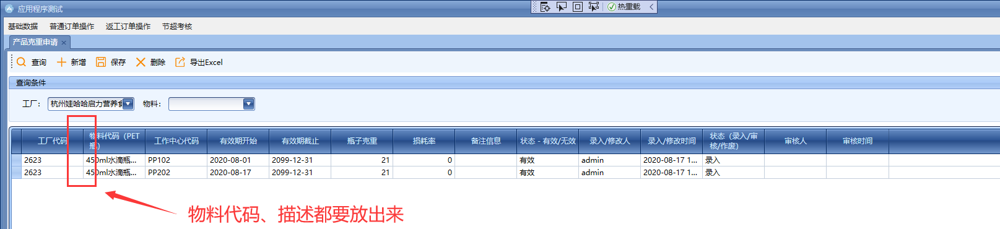 应用程序测试
热重载
基础数据 普通订单操作 返工订单操作 节超考核
产品克重申请
查询 新增 保存 删除 导出Excel
查询条件
工厂： 杭州娃哈哈启力营养食 物料：
工厂代码 物料代码（PET瓶） 工作中心代码 有效期开始 有效期截止 瓶子克重 损耗率 备注信息 状态 - 有效/无效 录入/修改人 录入/修改时间 状态（录入/审核/作废） 审核人 审核时间
2623 450ml水滴瓶... PP102 2020-08-01 2099-12-31 21 0 有效 admin 2020-08-17 1... 录入
2623 450ml水滴瓶... PP202 2020-08-17 2099-12-31 21 0 有效 admin 2020-08-17 1... 录入
物料代码、描述都要放出来